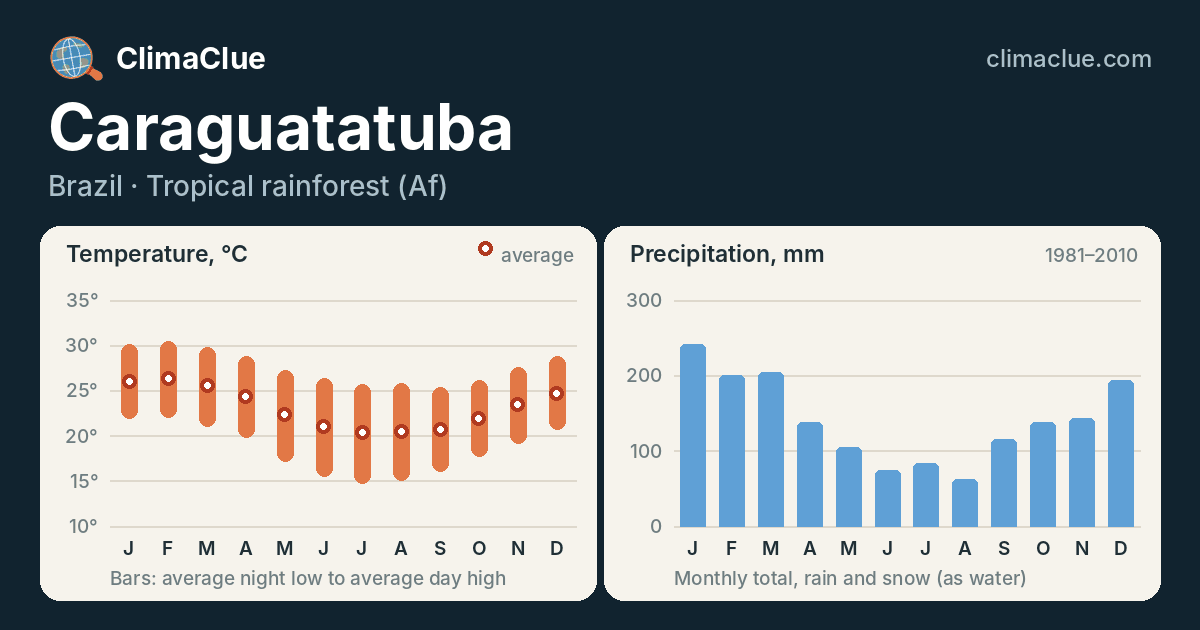 ClimaClue
climaclue.com
Caraguatatuba
Brazil · Tropical rainforest (Af)
Temperature, °C
average
35°
30°
25°
20°
15°
10°
J F M A M J J A S O N D
Bars: average night low to average day high
Precipitation, mm
1981–2010
300
200
100
0
J F M A M J J A S O N D
Monthly total, rain and snow (as water)